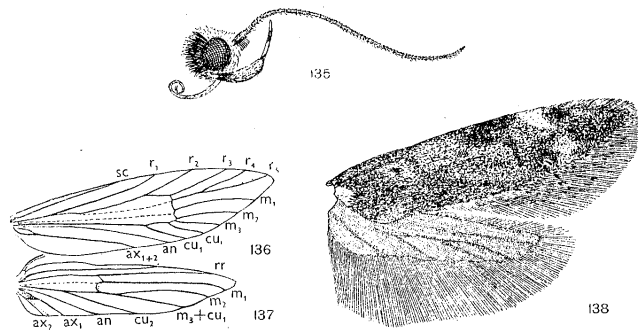 135
sc r₁ r₂ r₃ r₄ r₅
m₁
m₂
m₃
cu₁
cu₂
an
ax₁₊₂
136
rr
m₁
m₂
m₃+cu₁
cu₂
an
ax₁
ax₂
137
138